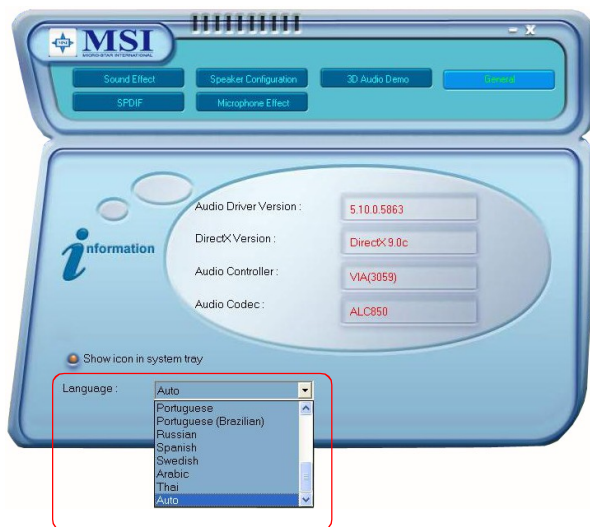 MSI
MICRO-STAR INTERNATIONAL
- X
Sound Effect
Speaker Configuration
3D Audio Demo
General
SPDIF
Microphone Effect
information
Audio Driver Version : 5.10.0.5863
DirectX Version : DirectX 9.0c
Audio Controller : VIA(3059)
Audio Codec : ALC850
Show icon in system tray
Language : Auto
Portuguese
Portuguese (Brazilian)
Russian
Spanish
Swedish
Arabic
Thai
Auto